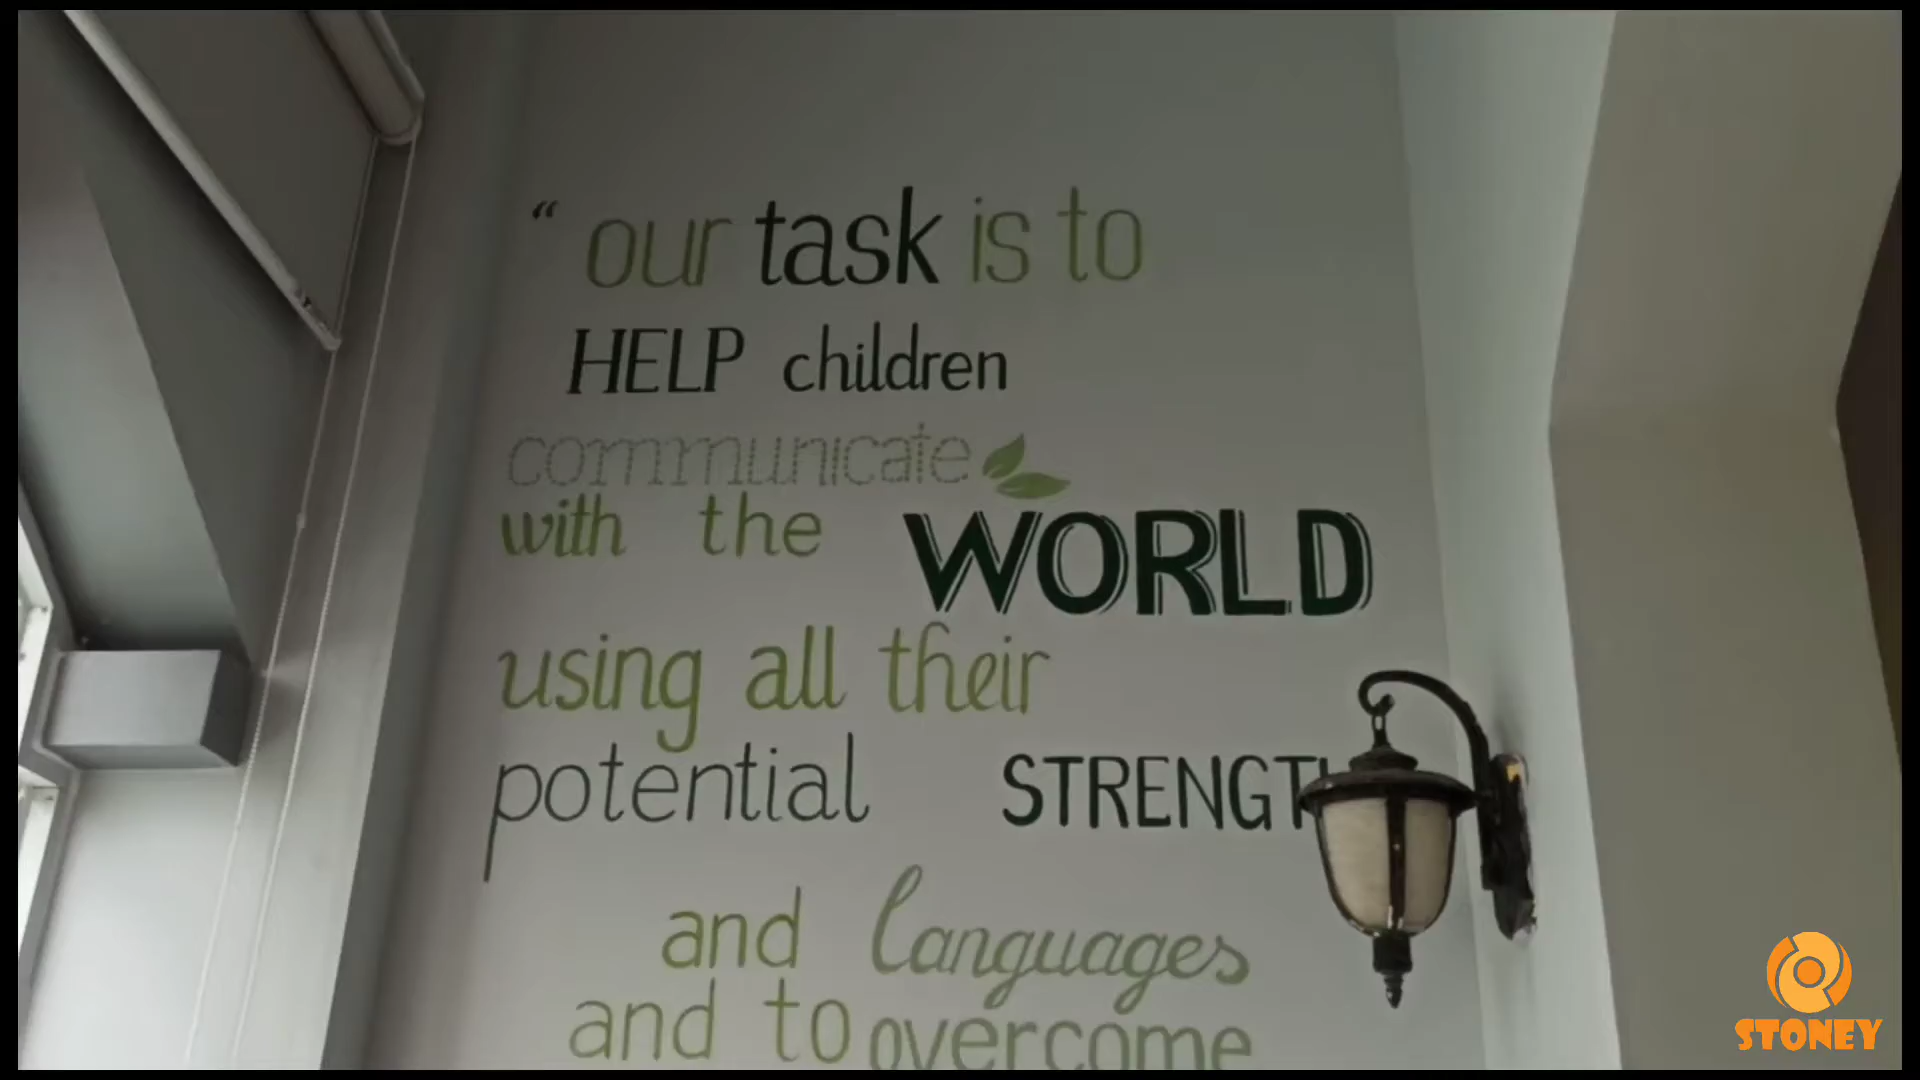 “ our task is to
HELP children
communicate
with the WORLD
using all their
potential STRENGTH
and languages
and to overcome
STONEY